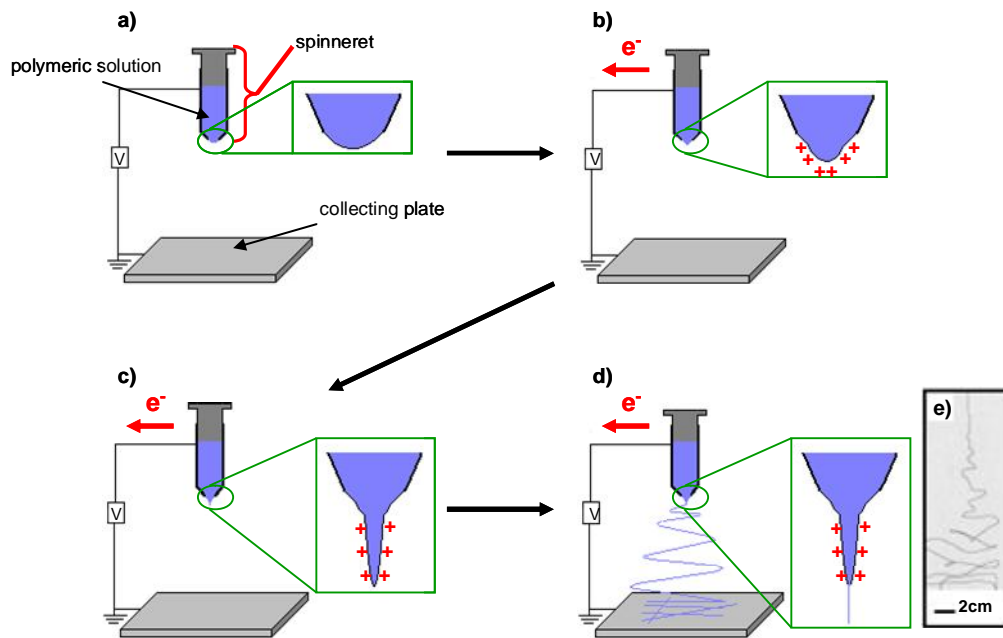 a)
spinneret
polymeric solution
V
collecting plate
b)
e-
V
+ + + + ++
c)
e-
V
+ + + + + +
d)
e-
V
+ + + + + +
e)
2cm